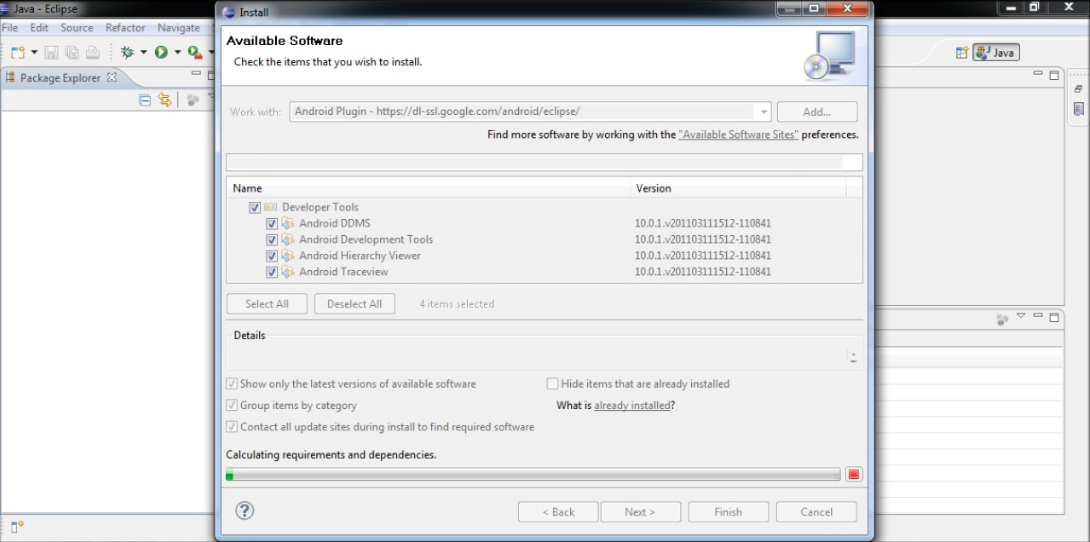 Java - Eclipse
Install
File Edit Source Refactor Navigate
Available Software
Check the items that you wish to install.
Java
Package Explorer
Work with: Android Plugin - https://dl-ssl.google.com/android/eclipse/ Add...
Find more software by working with the "Available Software Sites" preferences.
Name Version
Developer Tools
Android DDMS 10.0.1.v201103111512-110841
Android Development Tools 10.0.1.v201103111512-110841
Android Hierarchy Viewer 10.0.1.v201103111512-110841
Android Traceview 10.0.1.v201103111512-110841
Select All Deselect All 4 items selected
Details
Show only the latest versions of available software Hide items that are already installed
Group items by category What is already installed?
Contact all update sites during install to find required software
Calculating requirements and dependencies.
? < Back Next > Finish Cancel